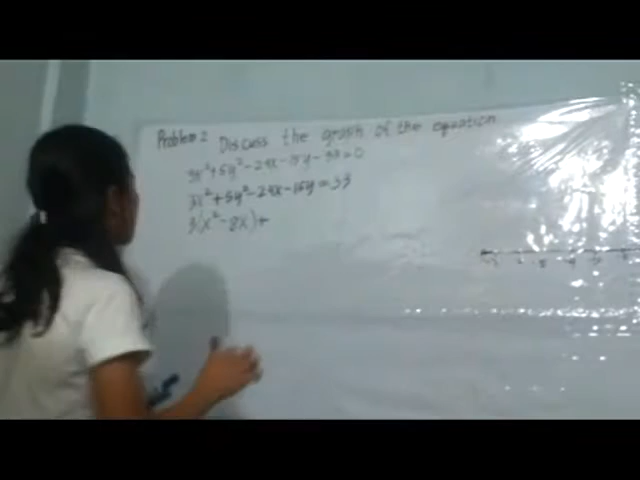 Problem 2 Discuss the graph of the equation
3x²+5y²-24x-15y-33=0
3x²+5y²-24x-15y=33
3(x²-8x)+